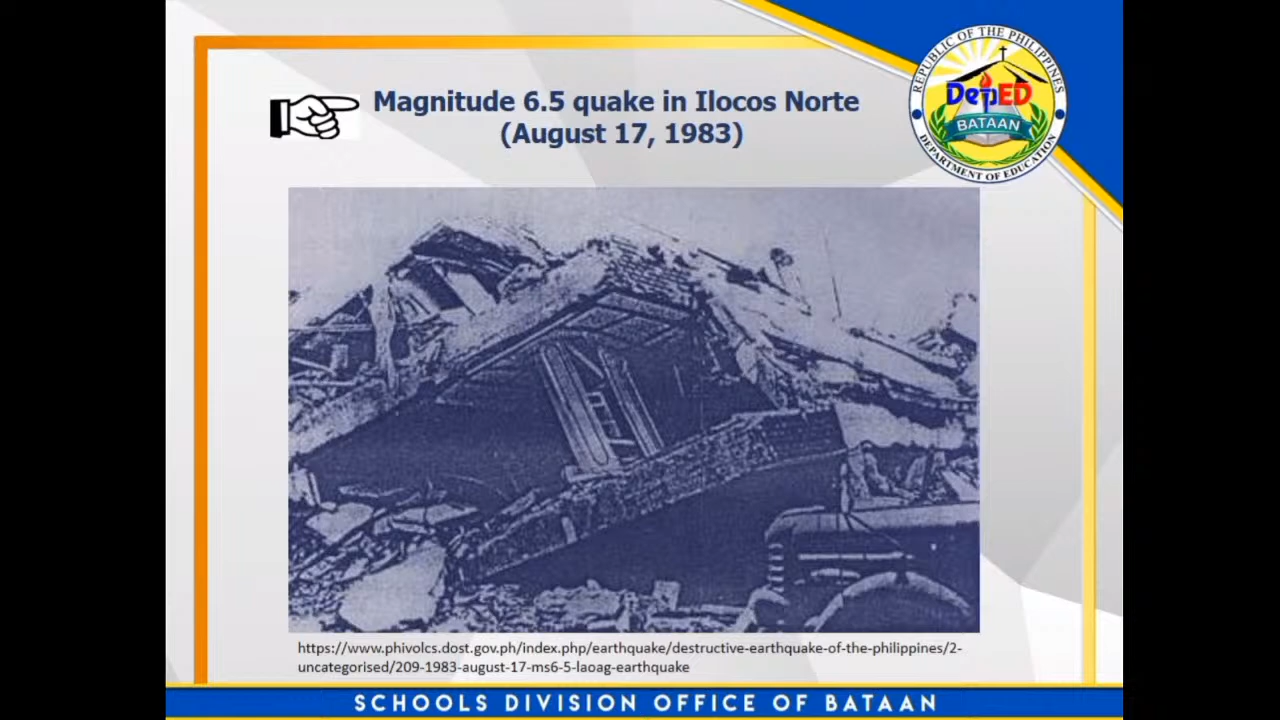 Magnitude 6.5 quake in Ilocos Norte
(August 17, 1983)
REPUBLIC OF THE PHILIPPINES
DepED
BATAAN
DEPARTMENT OF EDUCATION
https://www.phivolcs.dost.gov.ph/index.php/earthquake/destructive-earthquake-of-the-philippines/2-
uncategorised/209-1983-august-17-ms6-5-laoag-earthquake
SCHOOLS DIVISION OFFICE OF BATAAN